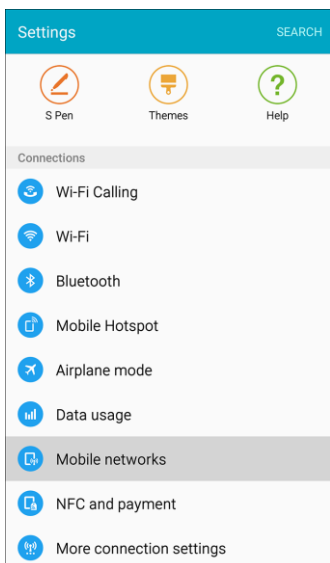 Settings SEARCH
S Pen Themes Help
Connections
Wi-Fi Calling
Wi-Fi
Bluetooth
Mobile Hotspot
Airplane mode
Data usage
Mobile networks
NFC and payment
More connection settings